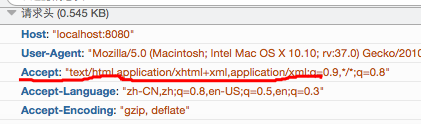 请求头 (0.545 KB)
Host: "localhost:8080"
User-Agent: "Mozilla/5.0 (Macintosh; Intel Mac OS X 10.10; rv:37.0) Gecko/2010
Accept: "text/html,application/xhtml+xml,application/xml;q=0.9,*/*;q=0.8"
Accept-Language: "zh-CN,zh;q=0.8,en-US;q=0.5,en;q=0.3"
Accept-Encoding: "gzip, deflate"